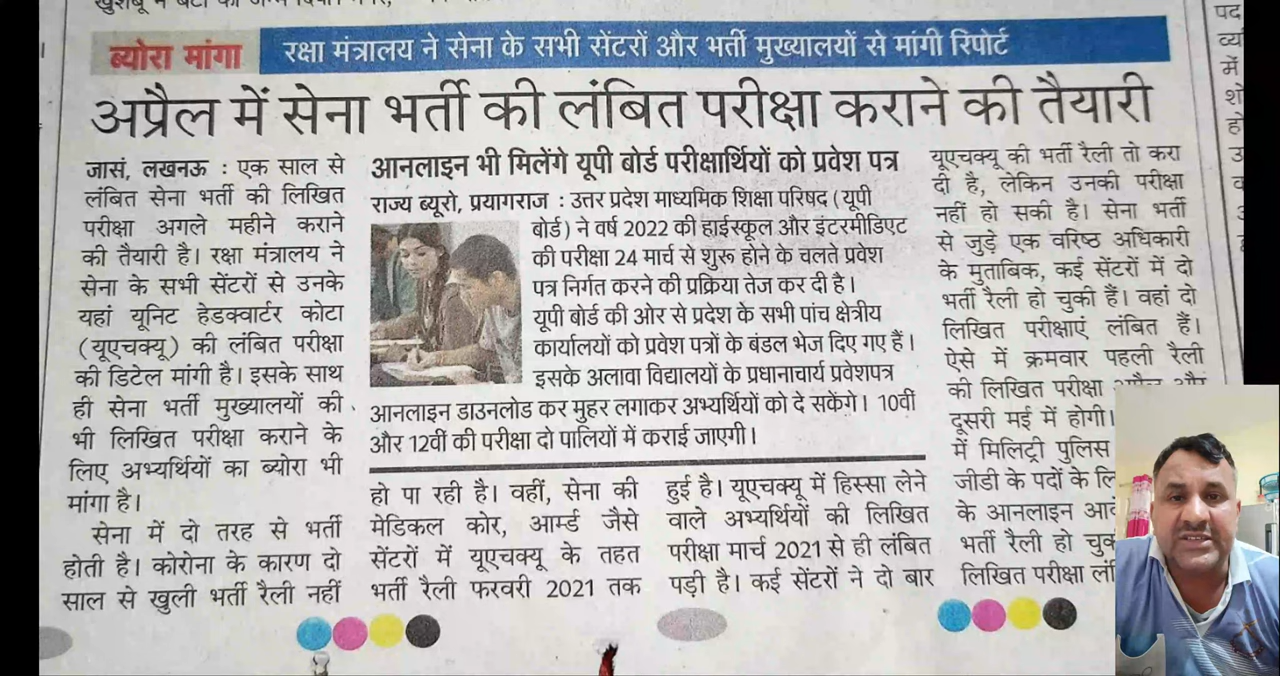 ब्योरा मांगा
रक्षा मंत्रालय ने सेना के सभी सेंटरों और भर्ती मुख्यालयों से मांगी रिपोर्ट
अप्रैल में सेना भर्ती की लंबित परीक्षा कराने की तैयारी
जासं, लखनऊ : एक साल से
लंबित सेना भर्ती की लिखित
परीक्षा अगले महीने कराने
की तैयारी है। रक्षा मंत्रालय ने
सेना के सभी सेंटरों से उनके
यहां यूनिट हेडक्वार्टर कोटा
(यूएचक्यू) की लंबित परीक्षा
की डिटेल मांगी है। इसके साथ
ही सेना भर्ती मुख्यालयों की
भी लिखित परीक्षा कराने के
लिए अभ्यर्थियों का ब्योरा भी
मांगा है।
सेना में दो तरह से भर्ती
होती है। कोरोना के कारण दो
साल से खुली भर्ती रैली नहीं
आनलाइन भी मिलेंगे यूपी बोर्ड परीक्षार्थियों को प्रवेश पत्र
राज्य ब्यूरो, प्रयागराज : उत्तर प्रदेश माध्यमिक शिक्षा परिषद (यूपी
बोर्ड) ने वर्ष 2022 की हाईस्कूल और इंटरमीडिएट
की परीक्षा 24 मार्च से शुरू होने के चलते प्रवेश
पत्र निर्गत करने की प्रक्रिया तेज कर दी है।
यूपी बोर्ड की ओर से प्रदेश के सभी पांच क्षेत्रीय
कार्यालयों को प्रवेश पत्रों के बंडल भेज दिए गए हैं।
इसके अलावा विद्यालयों के प्रधानाचार्य प्रवेशपत्र
आनलाइन डाउनलोड कर मुहर लगाकर अभ्यर्थियों को दे सकेंगे। 10वीं
और 12वीं की परीक्षा दो पालियों में कराई जाएगी।
हो पा रही है। वहीं, सेना की
मेडिकल कोर, आर्म्ड जैसे
सेंटरों में यूएचक्यू के तहत
भर्ती रैली फरवरी 2021 तक
हुई है। यूएचक्यू में हिस्सा लेने
वाले अभ्यर्थियों की लिखित
परीक्षा मार्च 2021 से ही लंबित
पड़ी है। कई सेंटरों ने दो बार
यूएचक्यू की भर्ती रैली तो करा
दी है, लेकिन उनकी परीक्षा
नहीं हो सकी है। सेना भर्ती
से जुड़े एक वरिष्ठ अधिकारी
के मुताबिक, कई सेंटरों में दो
भर्ती रैली हो चुकी हैं। वहां दो
लिखित परीक्षाएं लंबित हैं।
ऐसे में क्रमवार पहली रैली
की लिखित परीक्षा अप्रैल और
दूसरी मई में होगी।
में मिलिट्री पुलिस
जीडी के पदों के
के आनलाइन
भर्ती रैली हो
लिखित परीक्षा
पद
में